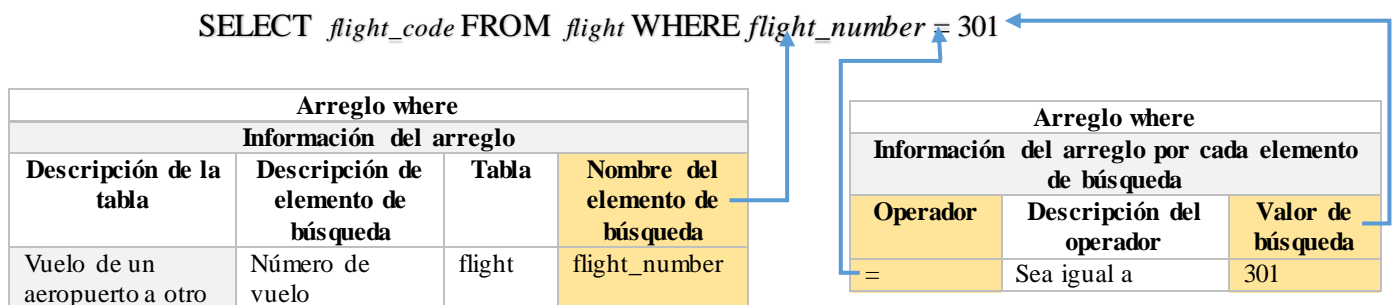 SELECT flight_code FROM flight WHERE flight_number = 301
Arreglo where
Información del arreglo
Descripción de la tabla
Descripción de elemento de búsqueda
Tabla
Nombre del elemento de búsqueda
Vuelo de un aeropuerto a otro
Número de vuelo
flight
flight_number
Arreglo where
Información del arreglo por cada elemento de búsqueda
Operador
Descripción del operador
Valor de búsqueda
=
Sea igual a
301